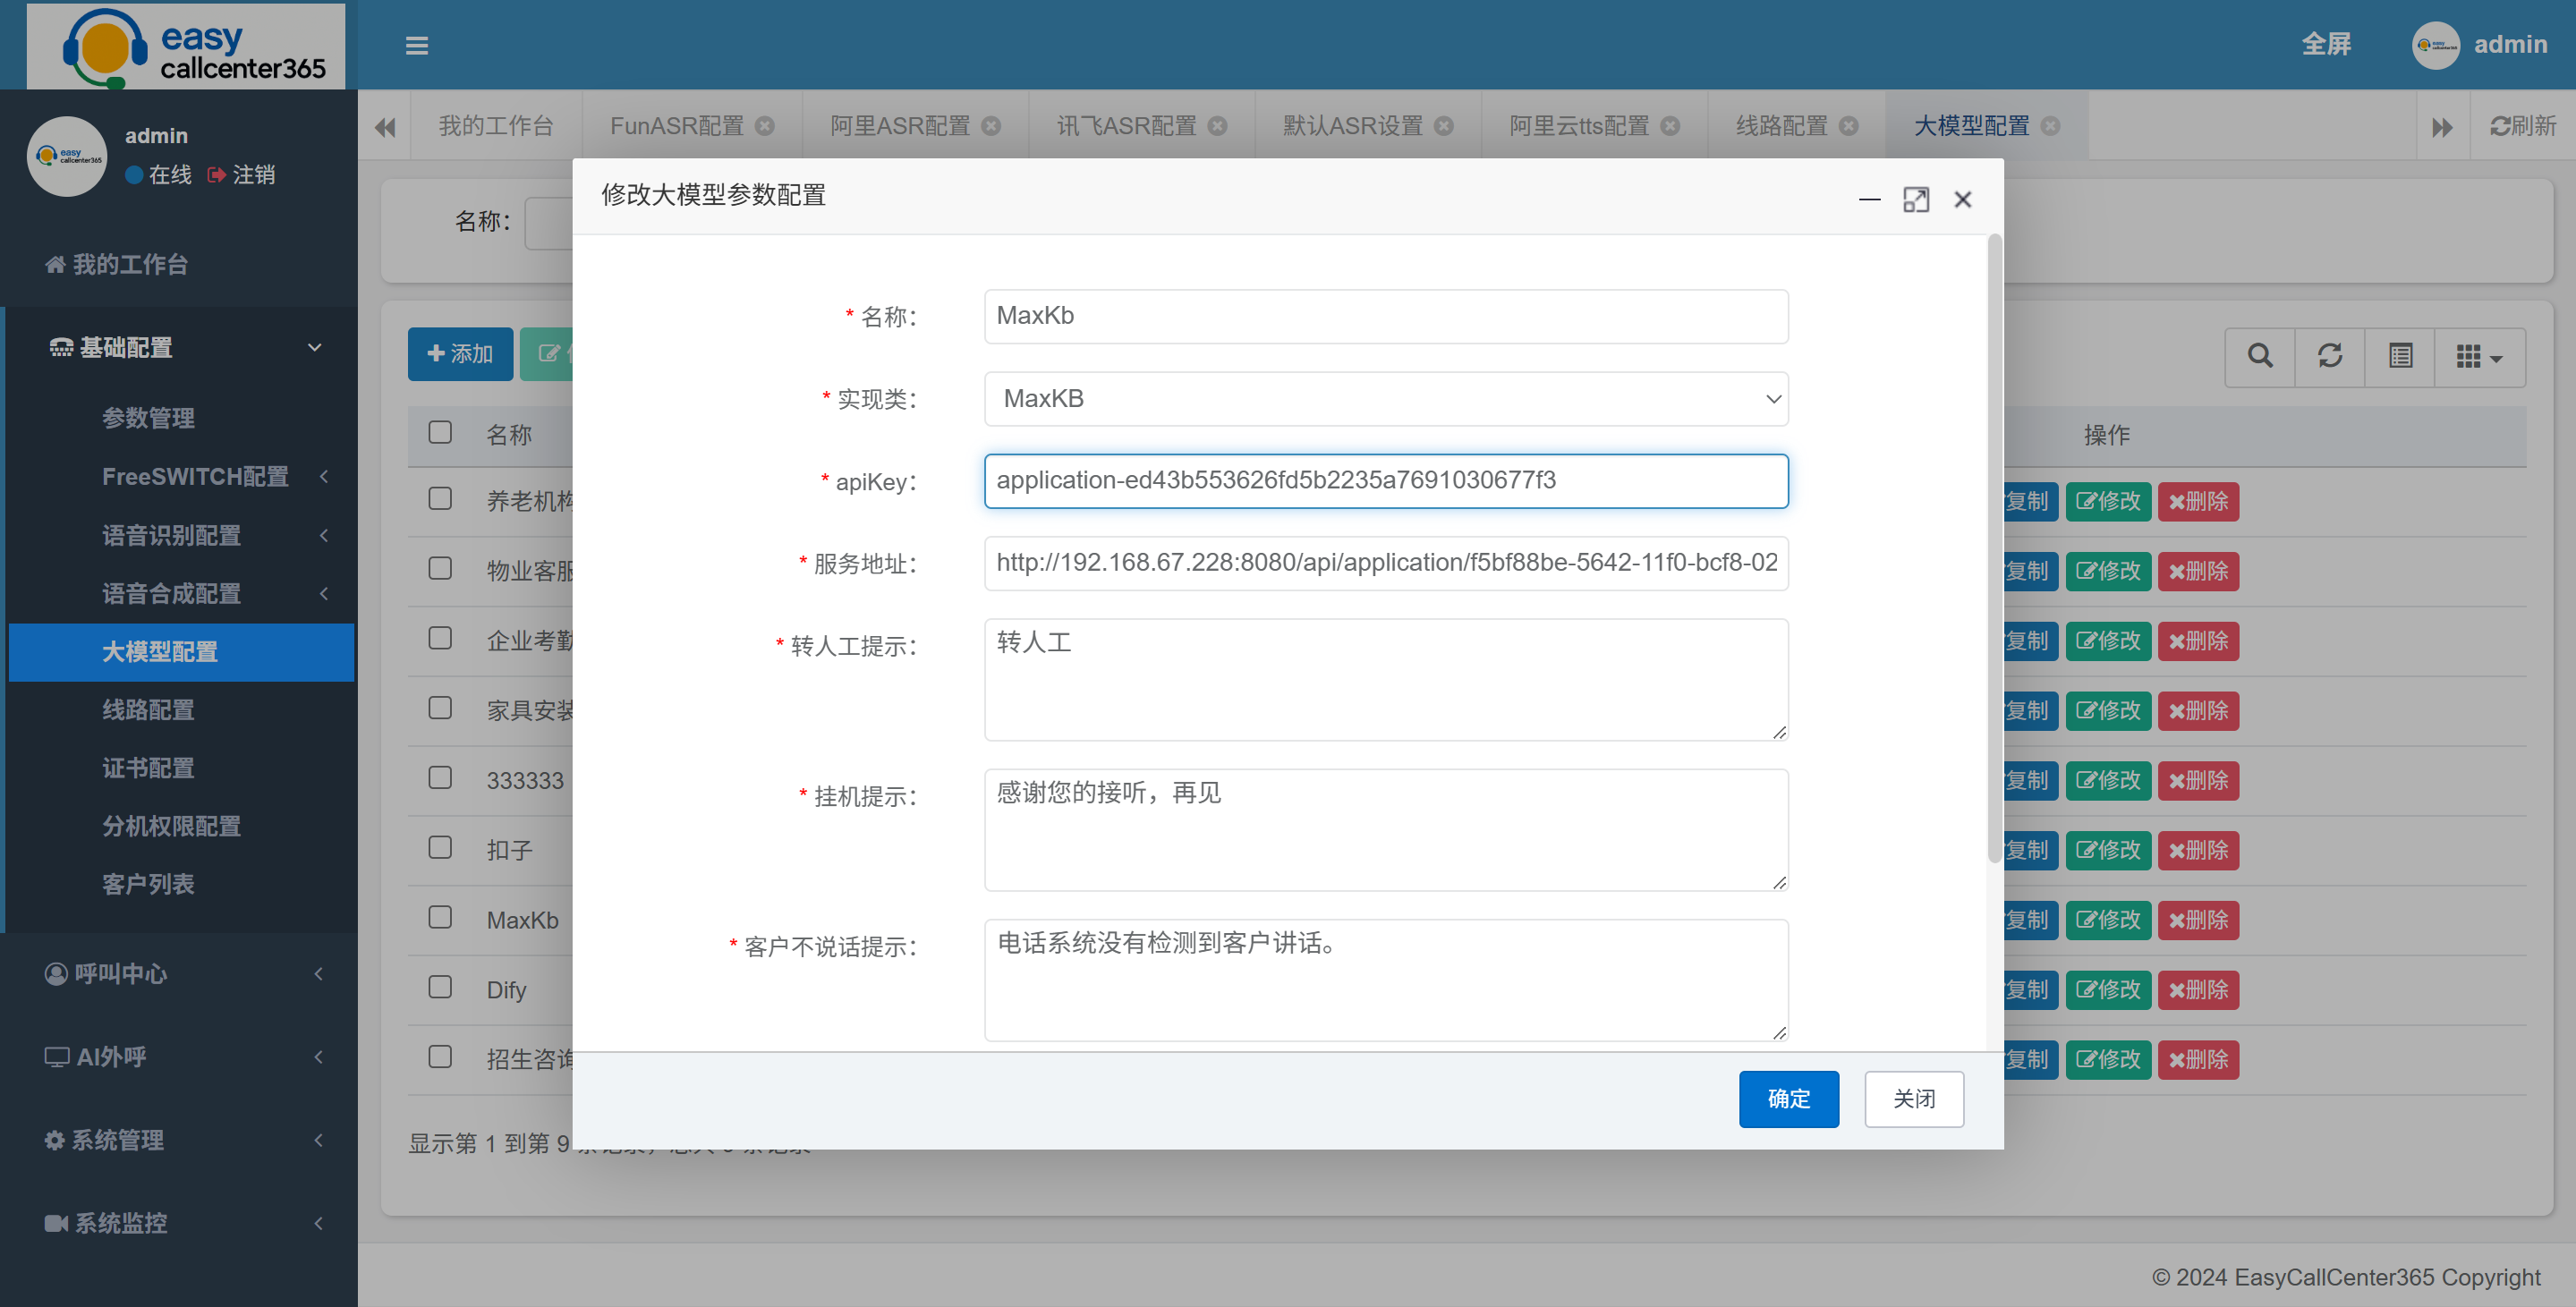 easy
callcenter365
全屏
admin
admin
在线 注销
我的工作台
基础配置
参数管理
FreeSWITCH配置
语音识别配置
语音合成配置
大模型配置
线路配置
证书配置
分机权限配置
客户列表
呼叫中心
AI外呼
系统管理
系统监控
我的工作台 FunASR配置 阿里ASR配置 讯飞ASR配置 默认ASR设置 阿里云tts配置 线路配置 大模型配置 刷新
名称：
添加
名称 操作
养老机构 复制 修改 删除
物业客服 复制 修改 删除
企业考勤 复制 修改 删除
家具安装 复制 修改 删除
333333 复制 修改 删除
扣子 复制 修改 删除
MaxKb 复制 修改 删除
Dify 复制 修改 删除
招生咨询 复制 修改 删除
显示第 1 到第 9
修改大模型参数配置
* 名称： MaxKb
* 实现类： MaxKB
* apiKey： application-ed43b553626fd5b2235a7691030677f3
* 服务地址： http://192.168.67.228:8080/api/application/f5bf88be-5642-11f0-bcf8-02
* 转人工提示： 转人工
* 挂机提示： 感谢您的接听，再见
* 客户不说话提示： 电话系统没有检测到客户讲话。
确定 关闭
© 2024 EasyCallCenter365 Copyright